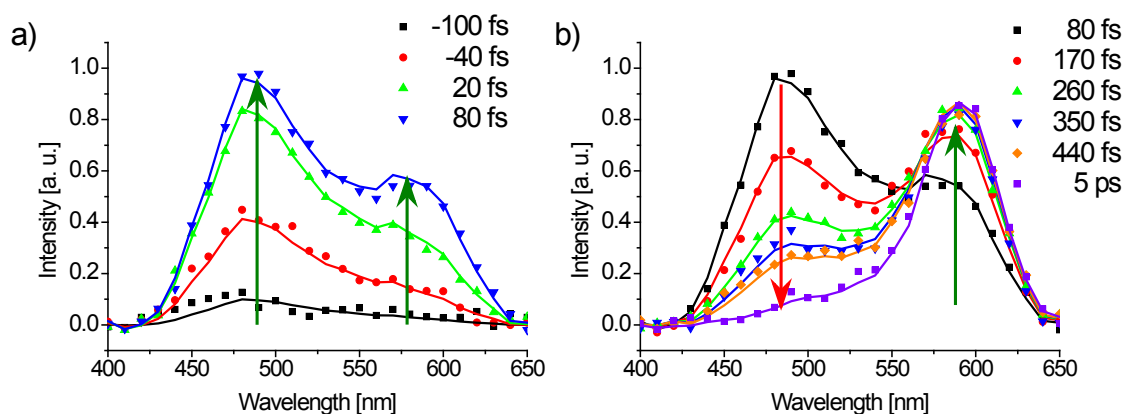 a)
-100 fs
-40 fs
20 fs
80 fs
Intensity [a. u.]
1.0
0.8
0.6
0.4
0.2
0.0
400 450 500 550 600 650
Wavelength [nm]
b)
80 fs
170 fs
260 fs
350 fs
440 fs
5 ps
Intensity [a. u.]
1.0
0.8
0.6
0.4
0.2
0.0
400 450 500 550 600 650
Wavelength [nm]